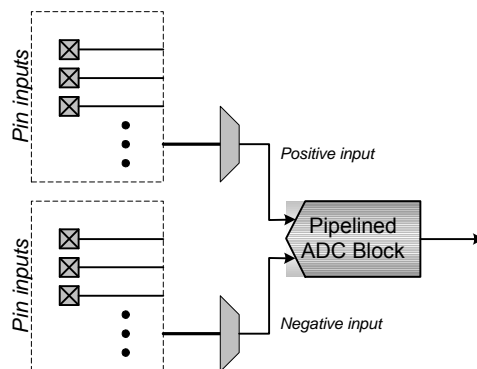 Pin inputs
Positive input
Pipelined
ADC Block
Pin inputs
Negative input